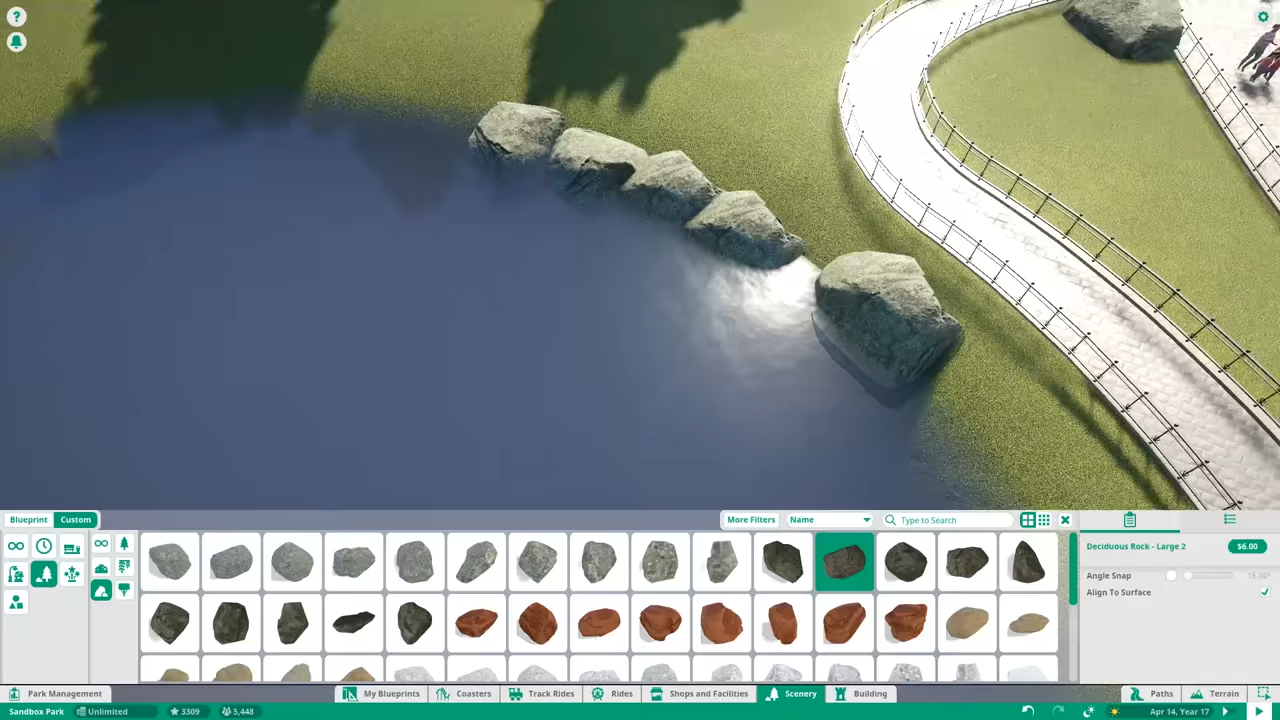 ?
Blueprint
Custom
More Filters
Name
Type to Search
Deciduous Rock - Large 2
$6.00
Angle Snap
15.00°
Align To Surface
Park Management
My Blueprints
Coasters
Track Rides
Rides
Shops and Facilities
Scenery
Building
Paths
Terrain
Sandbox Park
Unlimited
3309
5,448
Apr 14, Year 17